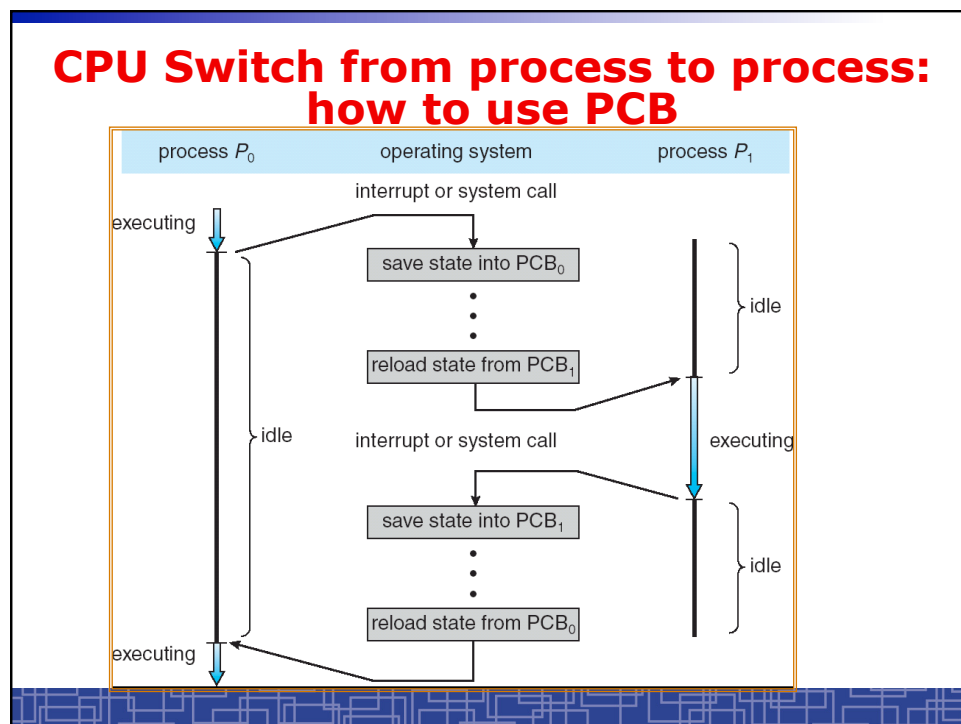 CPU Switch from process to process:
how to use PCB
process P₀ operating system process P₁
interrupt or system call
executing
save state into PCB₀
idle
reload state from PCB₁
idle
interrupt or system call
executing
save state into PCB₁
idle
reload state from PCB₀
executing